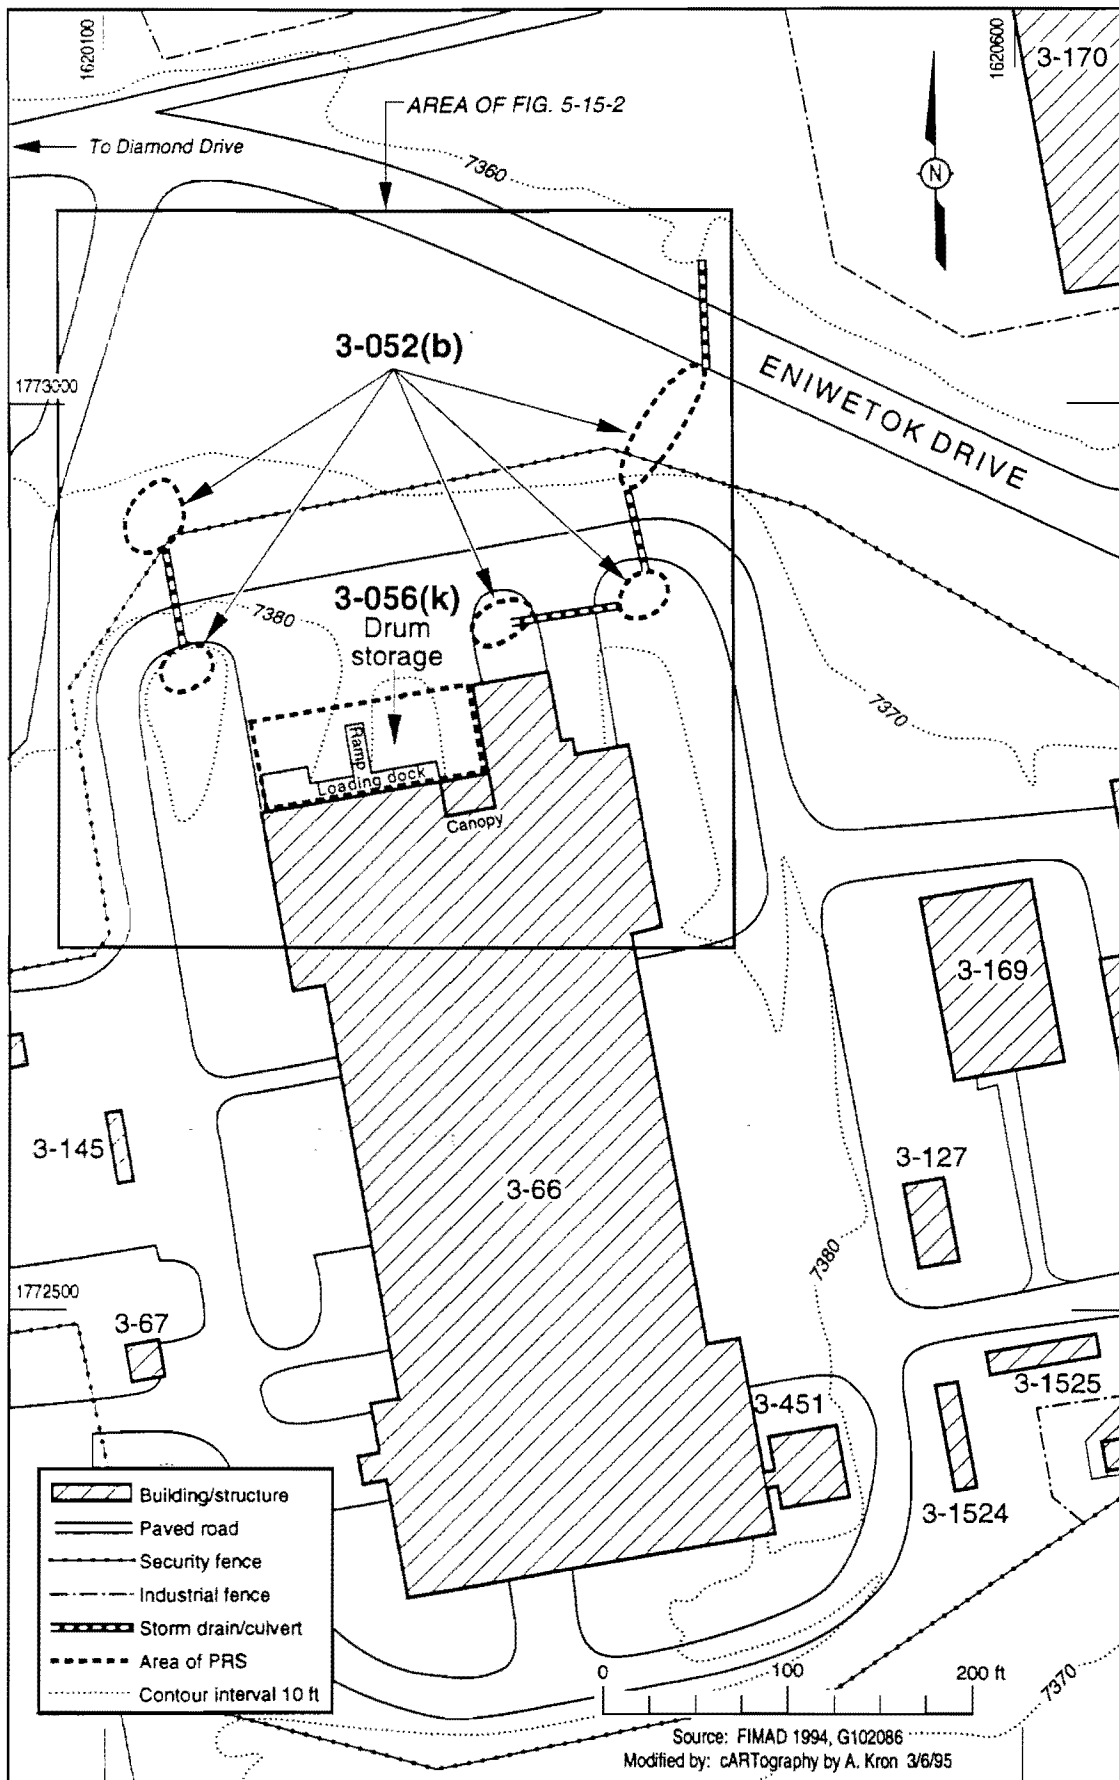 1620100
1620600
3-170
AREA OF FIG. 5-15-2
To Diamond Drive
7360
N
3-052(b)
1773000
ENIWETOK DRIVE
3-056(k)
Drum
storage
7380
7370
Ramp
Loading dock
Canopy
3-169
3-145
3-66
3-127
7380
1772500
3-67
3-1525
3-451
3-1524
Building/structure
Paved road
Security fence
Industrial fence
Storm drain/culvert
Area of PRS
Contour interval 10 ft
0 100 200 ft
7370
Source: FIMAD 1994, G102086
Modified by: cARTography by A. Kron 3/6/95